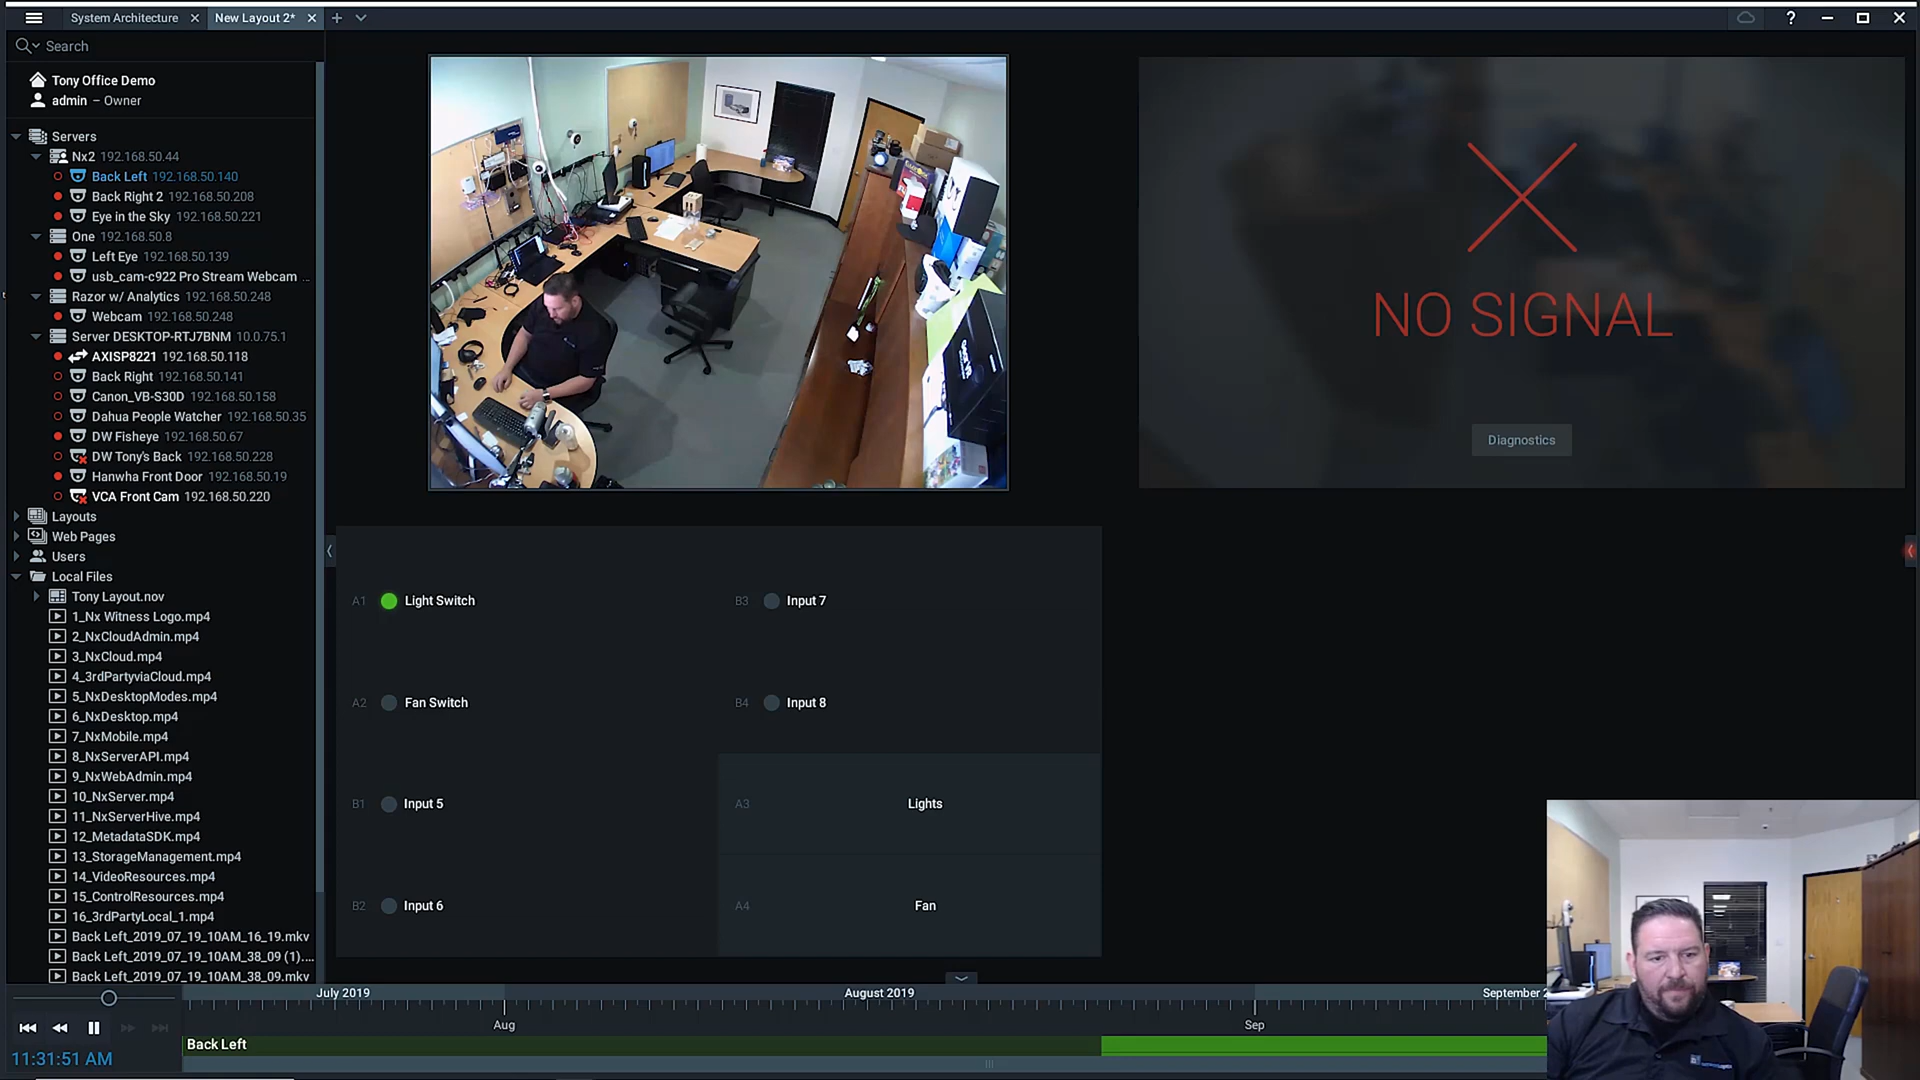 System Architecture
New Layout 2*
?
Search
Tony Office Demo
admin – Owner
Servers
Nx2 192.168.50.44
Back Left 192.168.50.140
Back Right 2 192.168.50.208
Eye in the Sky 192.168.50.221
One 192.168.50.8
Left Eye 192.168.50.139
usb_cam-c922 Pro Stream Webcam ...
Razor w/ Analytics 192.168.50.248
Webcam 192.168.50.248
Server DESKTOP-RTJ7BNM 10.0.75.1
AXISP8221 192.168.50.118
Back Right 192.168.50.141
Canon_VB-S30D 192.168.50.158
Dahua People Watcher 192.168.50.35
DW Fisheye 192.168.50.67
DW Tony's Back 192.168.50.228
Hanwha Front Door 192.168.50.19
VCA Front Cam 192.168.50.220
Layouts
Web Pages
Users
Local Files
Tony Layout.nov
1_Nx Witness Logo.mp4
2_NxCloudAdmin.mp4
3_NxCloud.mp4
4_3rdPartyviaCloud.mp4
5_NxDesktopModes.mp4
6_NxDesktop.mp4
7_NxMobile.mp4
8_NxServerAPI.mp4
9_NxWebAdmin.mp4
10_NxServer.mp4
11_NxServerHive.mp4
12_MetadataSDK.mp4
13_StorageManagement.mp4
14_VideoResources.mp4
15_ControlResources.mp4
16_3rdPartyLocal_1.mp4
Back Left_2019_07_19_10AM_16_19.mkv
Back Left_2019_07_19_10AM_38_09 (1)....
Back Left_2019_07_19_10AM_38_09.mkv
NO SIGNAL
Diagnostics
A1 Light Switch
B3 Input 7
A2 Fan Switch
B4 Input 8
B1 Input 5
A3 Lights
B2 Input 6
A4 Fan
July 2019
August 2019
September 2
Aug
Sep
Back Left
11:31:51 AM